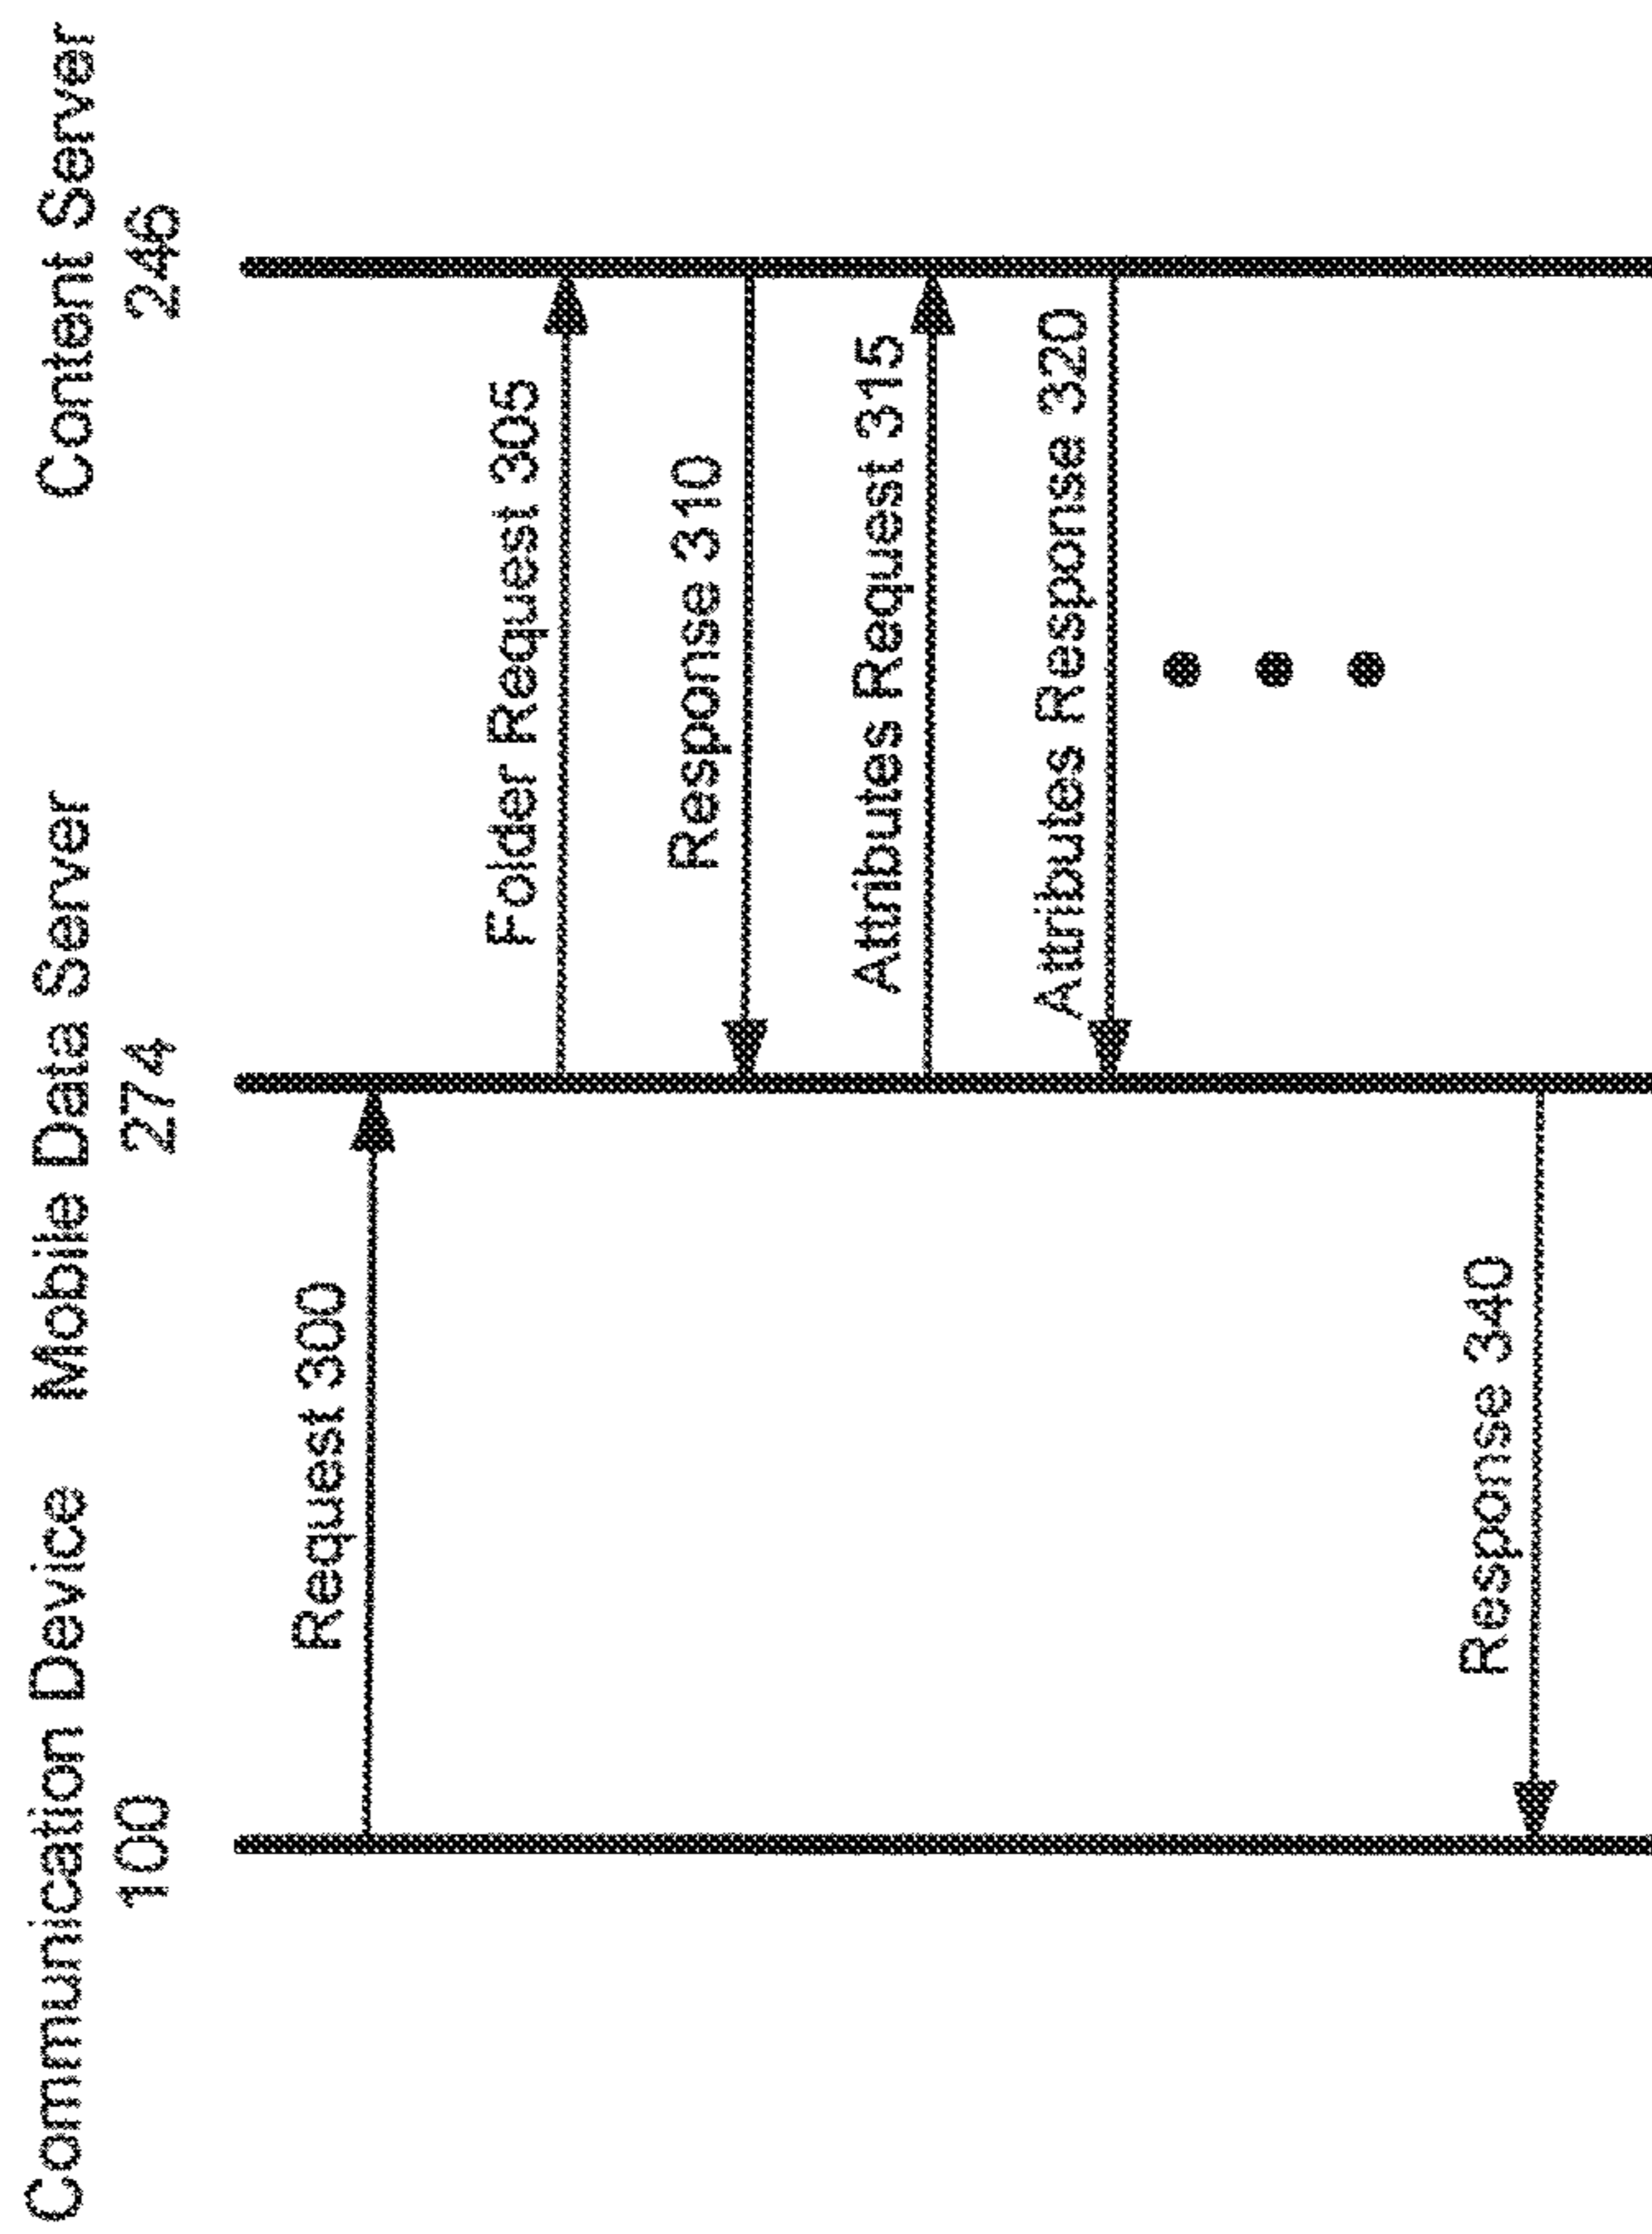 Communication Device
100
Mobile Data Server
274
Content Server
246
Request 300
Folder Request 305
Response 310
Attributes Request 315
Attributes Response 320
Response 340